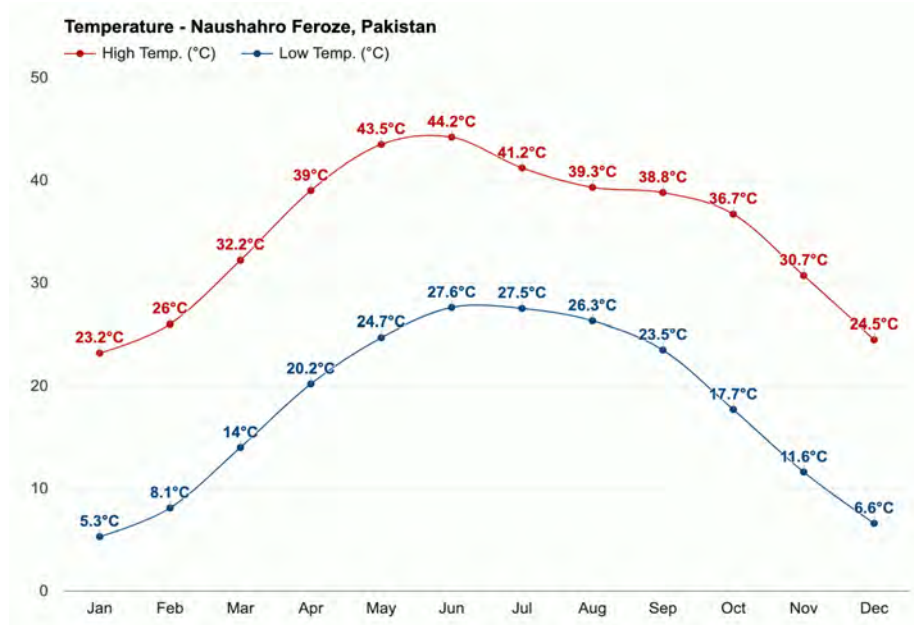 Temperature - Naushahro Feroze, Pakistan
High Temp. (°C) Low Temp. (°C)
50
44.2°C
43.5°C
41.2°C
40
39°C
39.3°C
38.8°C
36.7°C
32.2°C
30.7°C
30
27.6°C
27.5°C
26°C
26.3°C
24.7°C
24.5°C
23.2°C
23.5°C
20.2°C
20
17.7°C
14°C
11.6°C
10
8.1°C
6.6°C
5.3°C
0
Jan Feb Mar Apr May Jun Jul Aug Sep Oct Nov Dec